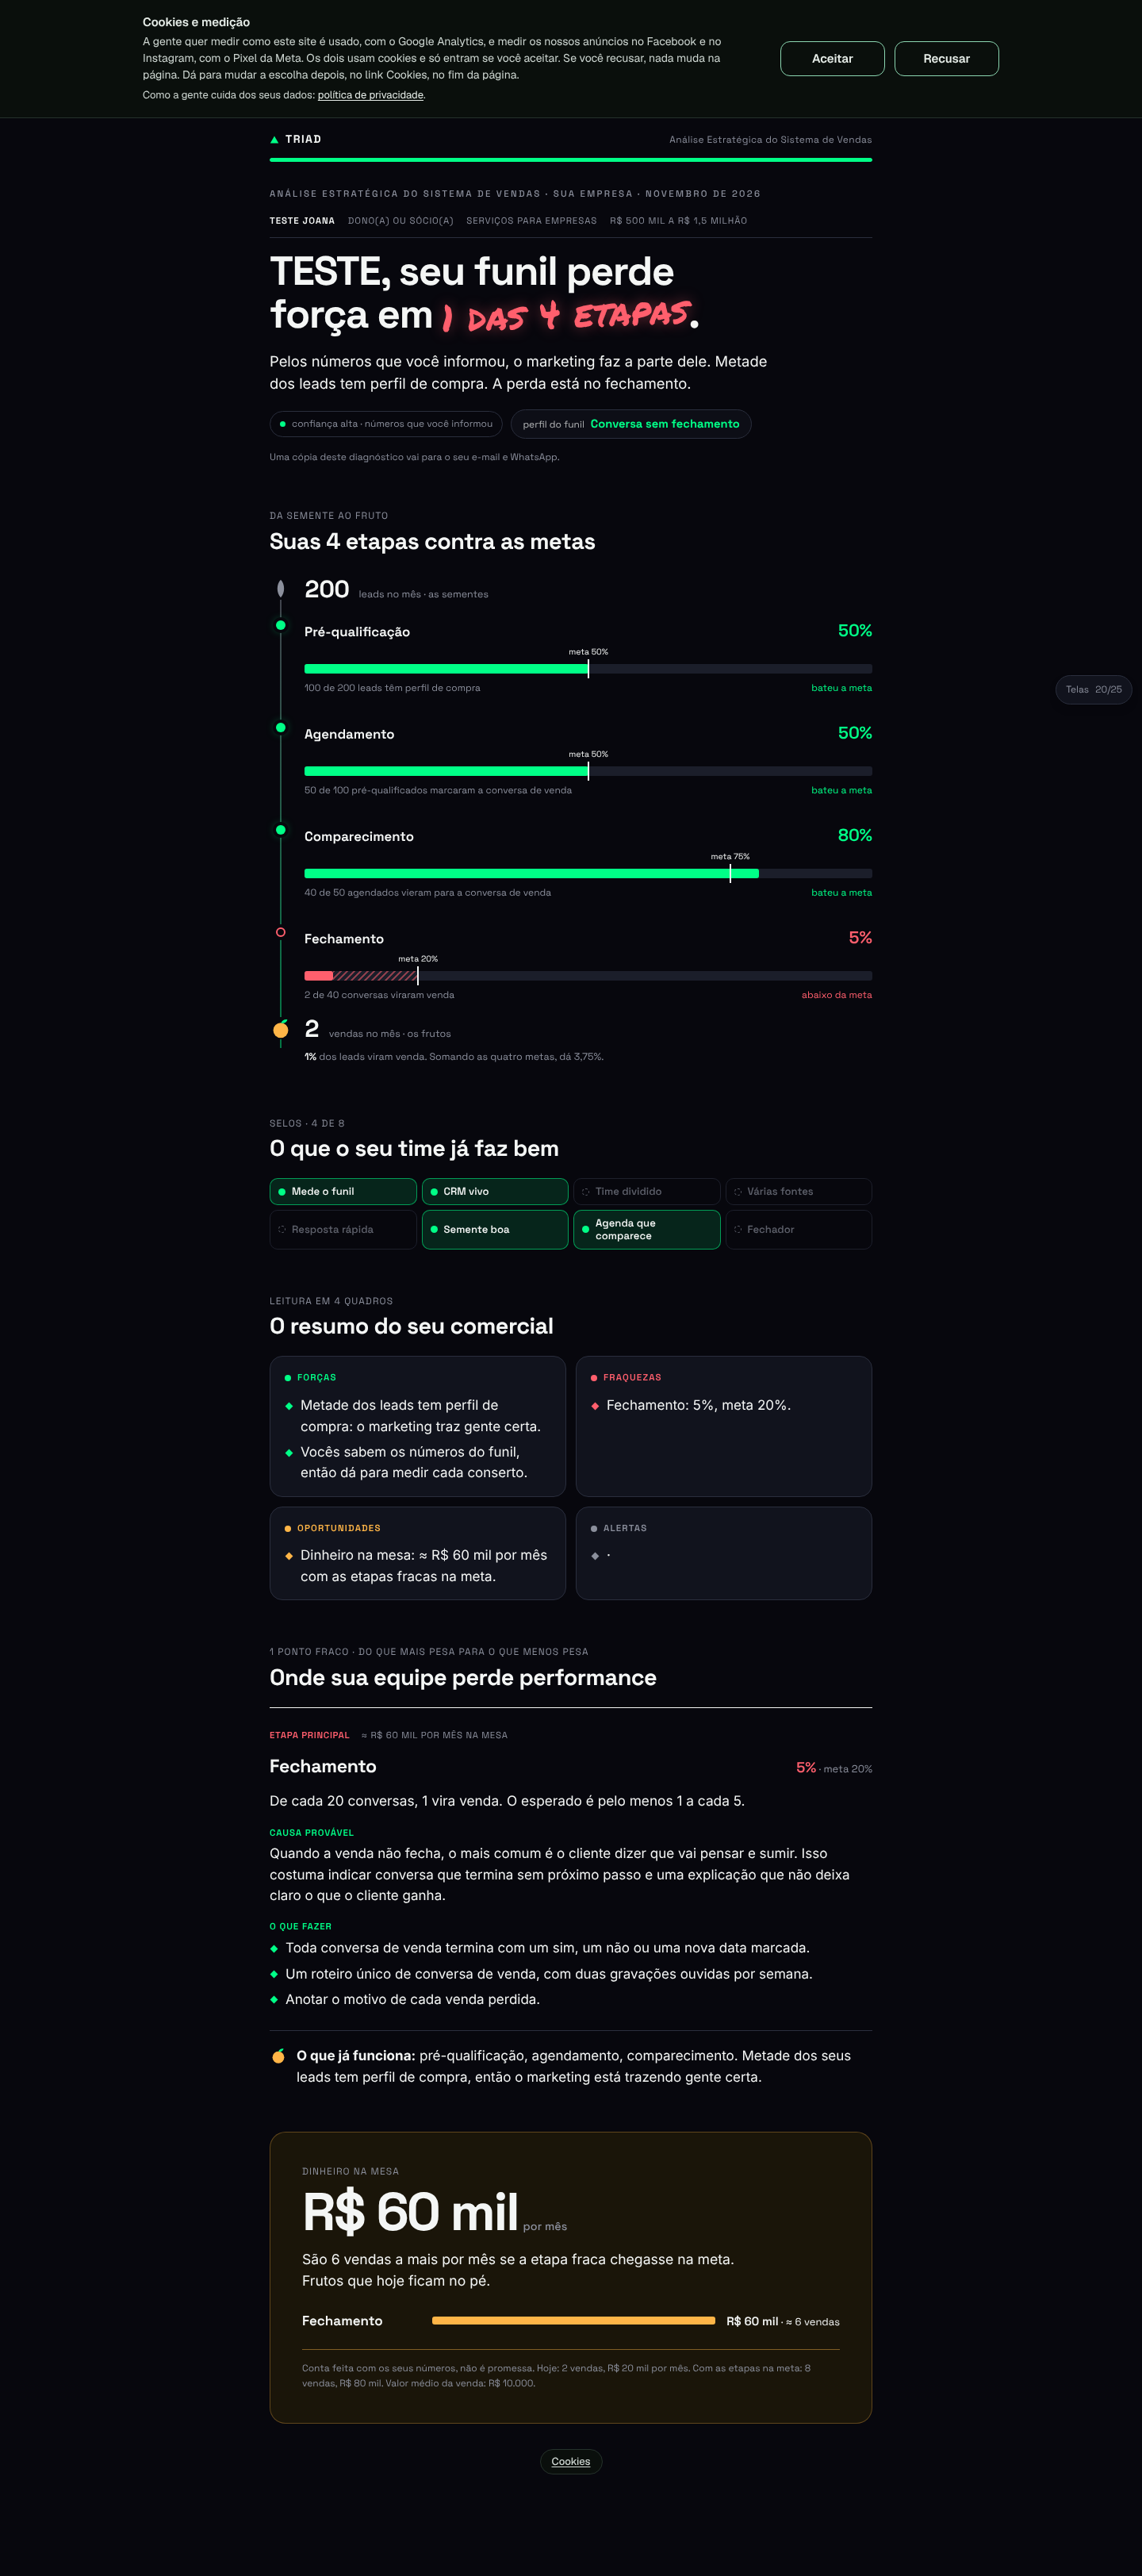 Cookies e medição
A gente quer medir como este site é usado, com o Google Analytics, e medir os nossos anúncios no Facebook e no
Instagram, com o Pixel da Meta. Os dois usam cookies e só entram se você aceitar. Se você recusar, nada muda na
página. Dá para mudar a escolha depois, no link Cookies, no fim da página.
Como a gente cuida dos seus dados: política de privacidade.
Aceitar
Recusar
TRIAD
Análise Estratégica do Sistema de Vendas
ANÁLISE ESTRATÉGICA DO SISTEMA DE VENDAS · SUA EMPRESA · NOVEMBRO DE 2026
TESTE JOANA DONO(A) OU SÓCIO(A) SERVIÇOS PARA EMPRESAS R$ 500 MIL A R$ 1,5 MILHÃO
TESTE, seu funil perde
força em 1 DAS 4 ETAPAS.
Pelos números que você informou, o marketing faz a parte dele. Metade
dos leads tem perfil de compra. A perda está no fechamento.
confiança alta · números que você informou
perfil do funil Conversa sem fechamento
Uma cópia deste diagnóstico vai para o seu e-mail e WhatsApp.
DA SEMENTE AO FRUTO
Suas 4 etapas contra as metas
200 leads no mês · as sementes
Pré-qualificação 50%
meta 50%
100 de 200 leads têm perfil de compra bateu a meta
Telas 20/25
Agendamento 50%
meta 50%
50 de 100 pré-qualificados marcaram a conversa de venda bateu a meta
Comparecimento 80%
meta 75%
40 de 50 agendados vieram para a conversa de venda bateu a meta
Fechamento 5%
meta 20%
2 de 40 conversas viraram venda abaixo da meta
2 vendas no mês · os frutos
1% dos leads viram venda. Somando as quatro metas, dá 3,75%.
SELOS · 4 DE 8
O que o seu time já faz bem
Mede o funil
CRM vivo
Time dividido
Várias fontes
Resposta rápida
Semente boa
Agenda que
comparece
Fechador
LEITURA EM 4 QUADROS
O resumo do seu comercial
FORÇAS
Metade dos leads tem perfil de
compra: o marketing traz gente certa.
Vocês sabem os números do funil,
então dá para medir cada conserto.
FRAQUEZAS
Fechamento: 5%, meta 20%.
OPORTUNIDADES
Dinheiro na mesa: ≈ R$ 60 mil por mês
com as etapas fracas na meta.
ALERTAS
·
1 PONTO FRACO · DO QUE MAIS PESA PARA O QUE MENOS PESA
Onde sua equipe perde performance
ETAPA PRINCIPAL ≈ R$ 60 MIL POR MÊS NA MESA
Fechamento 5% · meta 20%
De cada 20 conversas, 1 vira venda. O esperado é pelo menos 1 a cada 5.
CAUSA PROVÁVEL
Quando a venda não fecha, o mais comum é o cliente dizer que vai pensar e sumir. Isso
costuma indicar conversa que termina sem próximo passo e uma explicação que não deixa
claro o que o cliente ganha.
O QUE FAZER
Toda conversa de venda termina com um sim, um não ou uma nova data marcada.
Um roteiro único de conversa de venda, com duas gravações ouvidas por semana.
Anotar o motivo de cada venda perdida.
O que já funciona: pré-qualificação, agendamento, comparecimento. Metade dos seus
leads tem perfil de compra, então o marketing está trazendo gente certa.
DINHEIRO NA MESA
R$ 60 mil por mês
São 6 vendas a mais por mês se a etapa fraca chegasse na meta.
Frutos que hoje ficam no pé.
Fechamento R$ 60 mil · ≈ 6 vendas
Conta feita com os seus números, não é promessa. Hoje: 2 vendas, R$ 20 mil por mês. Com as etapas na meta: 8
vendas, R$ 80 mil. Valor médio da venda: R$ 10.000.
Cookies